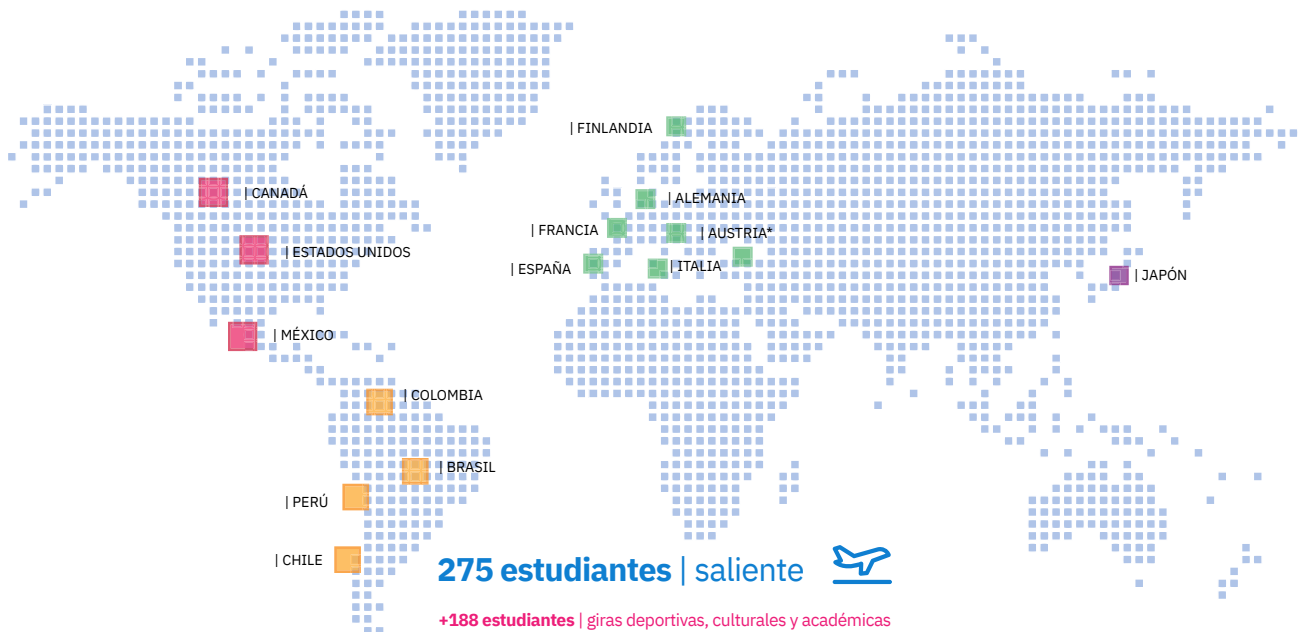 | FINLANDIA
| CANADÁ
| ALEMANIA
| FRANCIA
| AUSTRIA*
| ESTADOS UNIDOS
| ESPAÑA
| ITALIA
| JAPÓN
| MÉXICO
| COLOMBIA
| BRASIL
| PERÚ
| CHILE
275 estudiantes | saliente
+188 estudiantes | giras deportivas, culturales y académicas